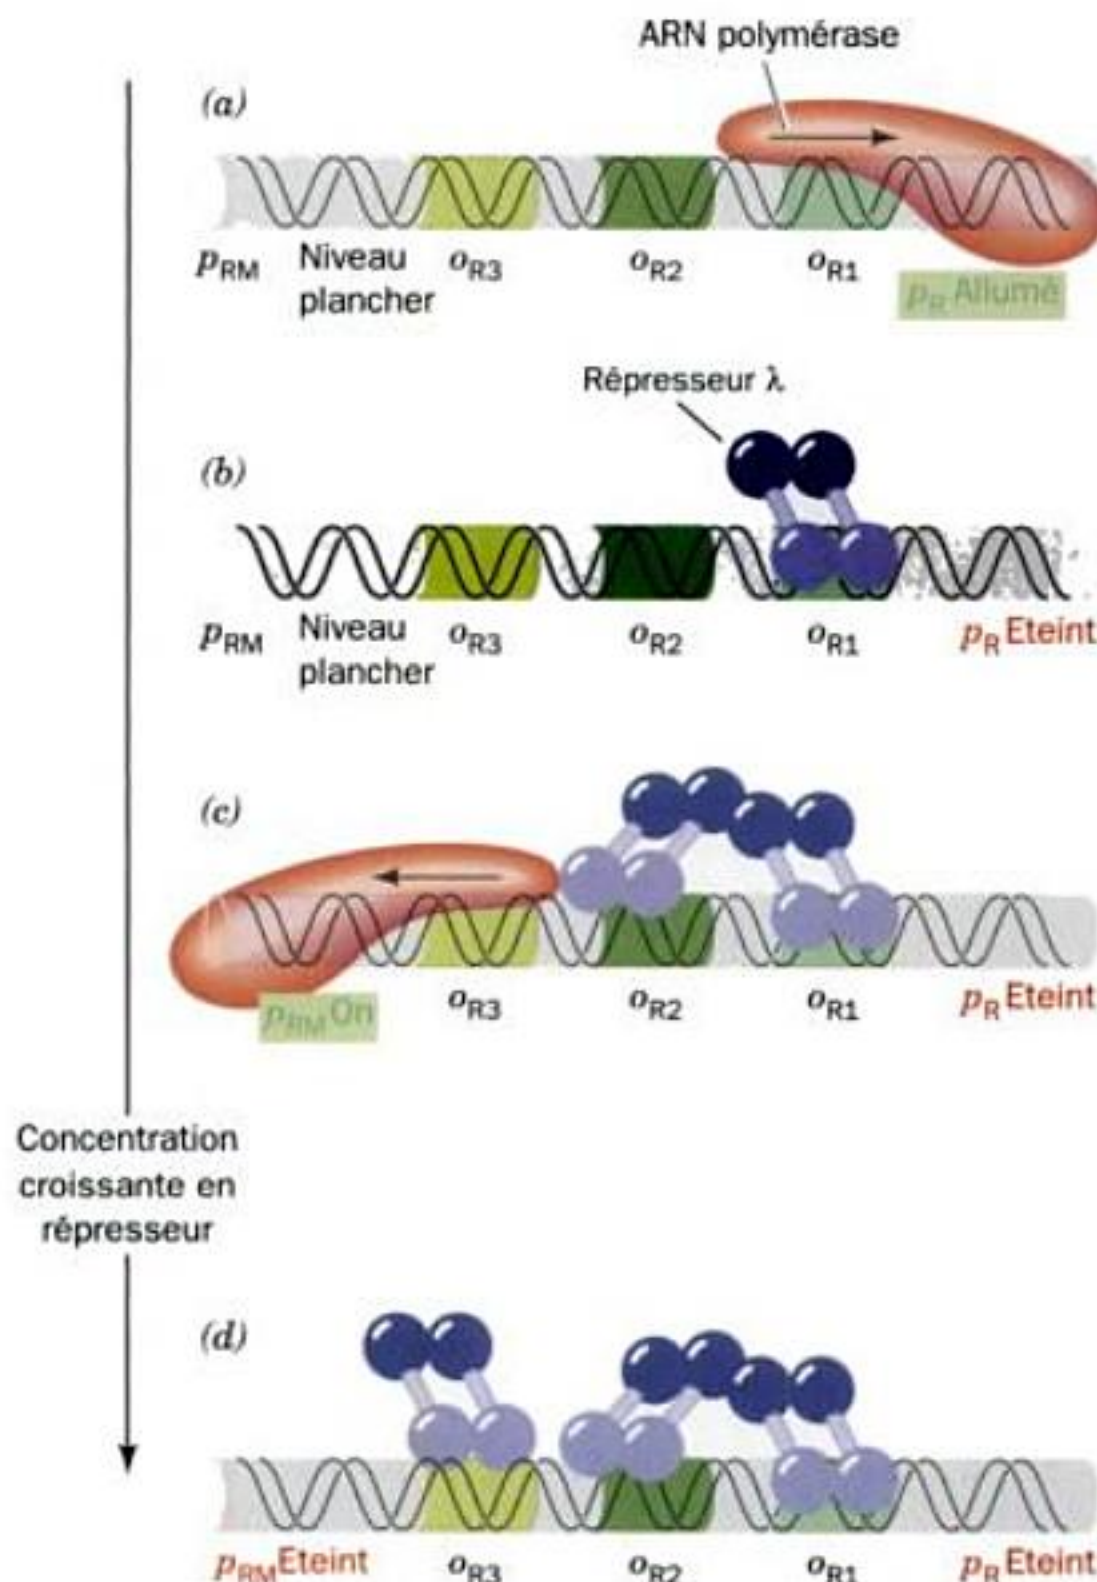 ARN polymérase
(a)
pRM Niveau plancher oR3 oR2 oR1
pR Allumé
Répresseur λ
(b)
pRM Niveau plancher oR3 oR2 oR1 pR Eteint
(c)
pRM On oR3 oR2 oR1 pR Eteint
Concentration
croissante en
répresseur
(d)
pRM Eteint oR3 oR2 oR1 pR Eteint